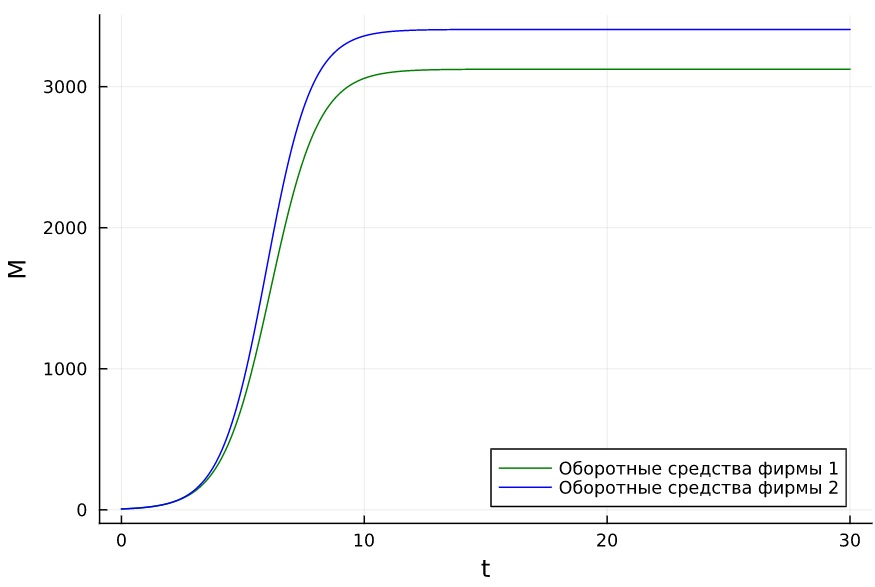 3000
2000
1000
0
M
0 10 20 30
t
Оборотные средства фирмы 1
Оборотные средства фирмы 2